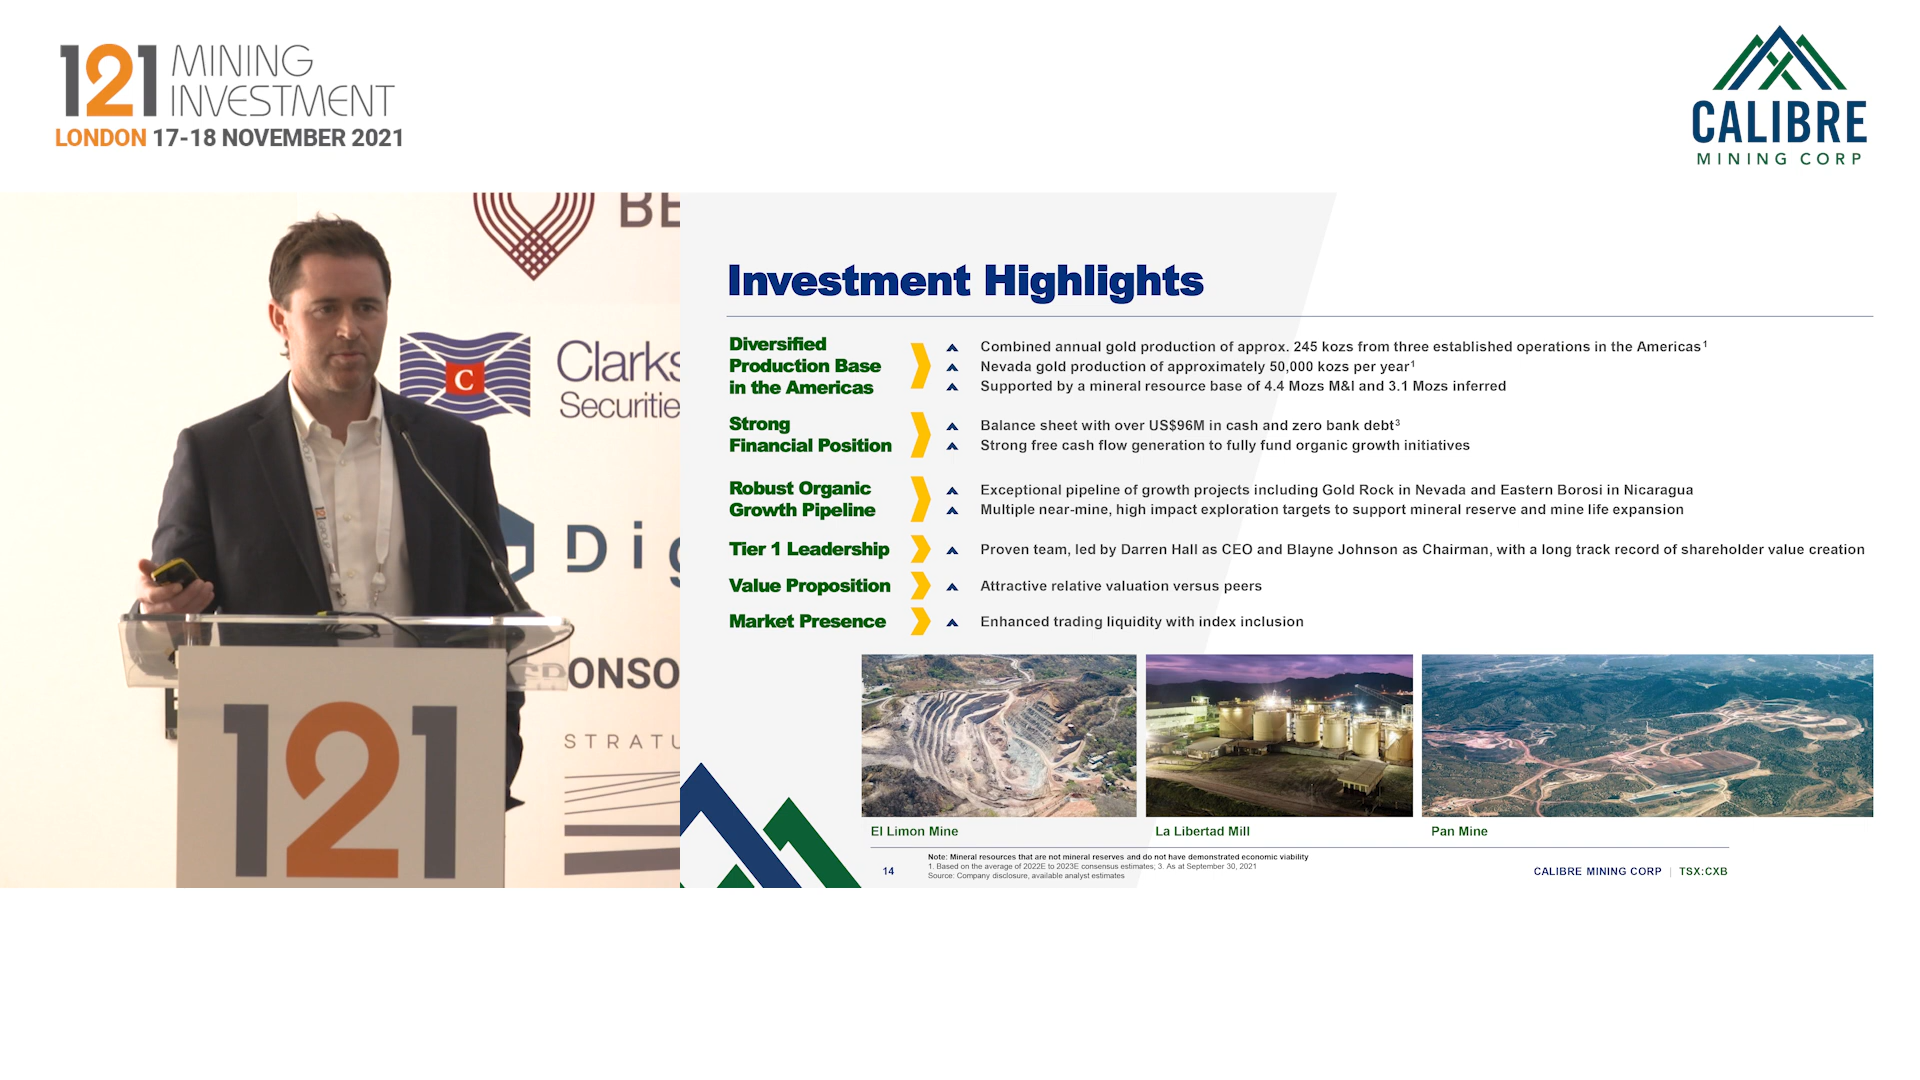 121 MINING
INVESTMENT
LONDON 17-18 NOVEMBER 2021
CALIBRE
MINING CORP
BE
Clarks
Securitie
C
Dig
ONSO
STRATU
121
121
Investment Highlights
Diversified
Production Base
in the Americas
Combined annual gold production of approx. 245 kozs from three established operations in the Americas¹
Nevada gold production of approximately 50,000 kozs per year¹
Supported by a mineral resource base of 4.4 Mozs M&I and 3.1 Mozs inferred
Strong
Financial Position
Balance sheet with over US$96M in cash and zero bank debt³
Strong free cash flow generation to fully fund organic growth initiatives
Robust Organic
Growth Pipeline
Exceptional pipeline of growth projects including Gold Rock in Nevada and Eastern Borosi in Nicaragua
Multiple near-mine, high impact exploration targets to support mineral reserve and mine life expansion
Tier 1 Leadership
Proven team, led by Darren Hall as CEO and Blayne Johnson as Chairman, with a long track record of shareholder value creation
Value Proposition
Attractive relative valuation versus peers
Market Presence
Enhanced trading liquidity with index inclusion
El Limon Mine
La Libertad Mill
Pan Mine
14
Note: Mineral resources that are not mineral reserves and do not have demonstrated economic viability
1. Based on the average of 2022E to 2023E consensus estimates; 3. As at September 30, 2021
Source: Company disclosure, available analyst estimates
CALIBRE MINING CORP | TSX:CXB